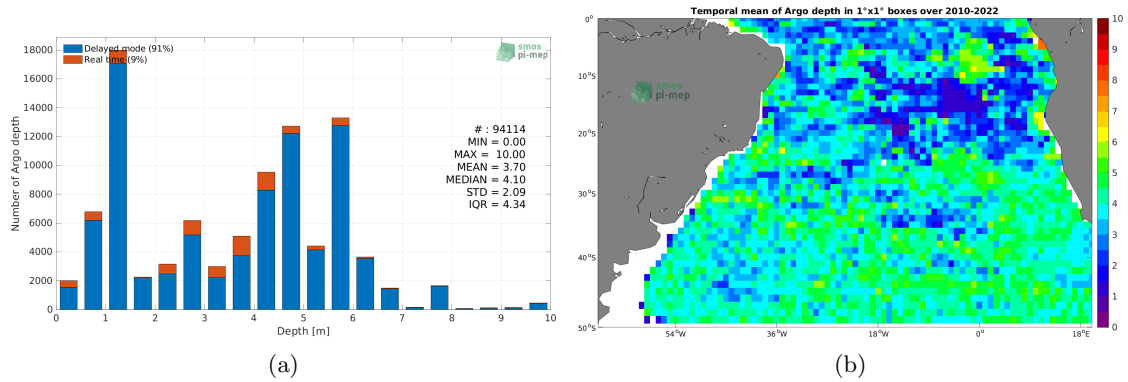 Delayed mode (91%)
Real time (9%)
smos
pi-mep
18000
16000
14000
12000
10000
8000
6000
4000
2000
0
Number of Argo depth
# : 94114
MIN = 0.00
MAX = 10.00
MEAN = 3.70
MEDIAN = 4.10
STD = 2.09
IQR = 4.34
0 1 2 3 4 5 6 7 8 9 10
Depth [m]
(a)
Temporal mean of Argo depth in 1°x1° boxes over 2010-2022
smos
pi-mep
0°
10°S
20°S
30°S
40°S
50°S
54°W 36°W 18°W 0° 18°E
10
9
8
7
6
5
4
3
2
1
0
(b)